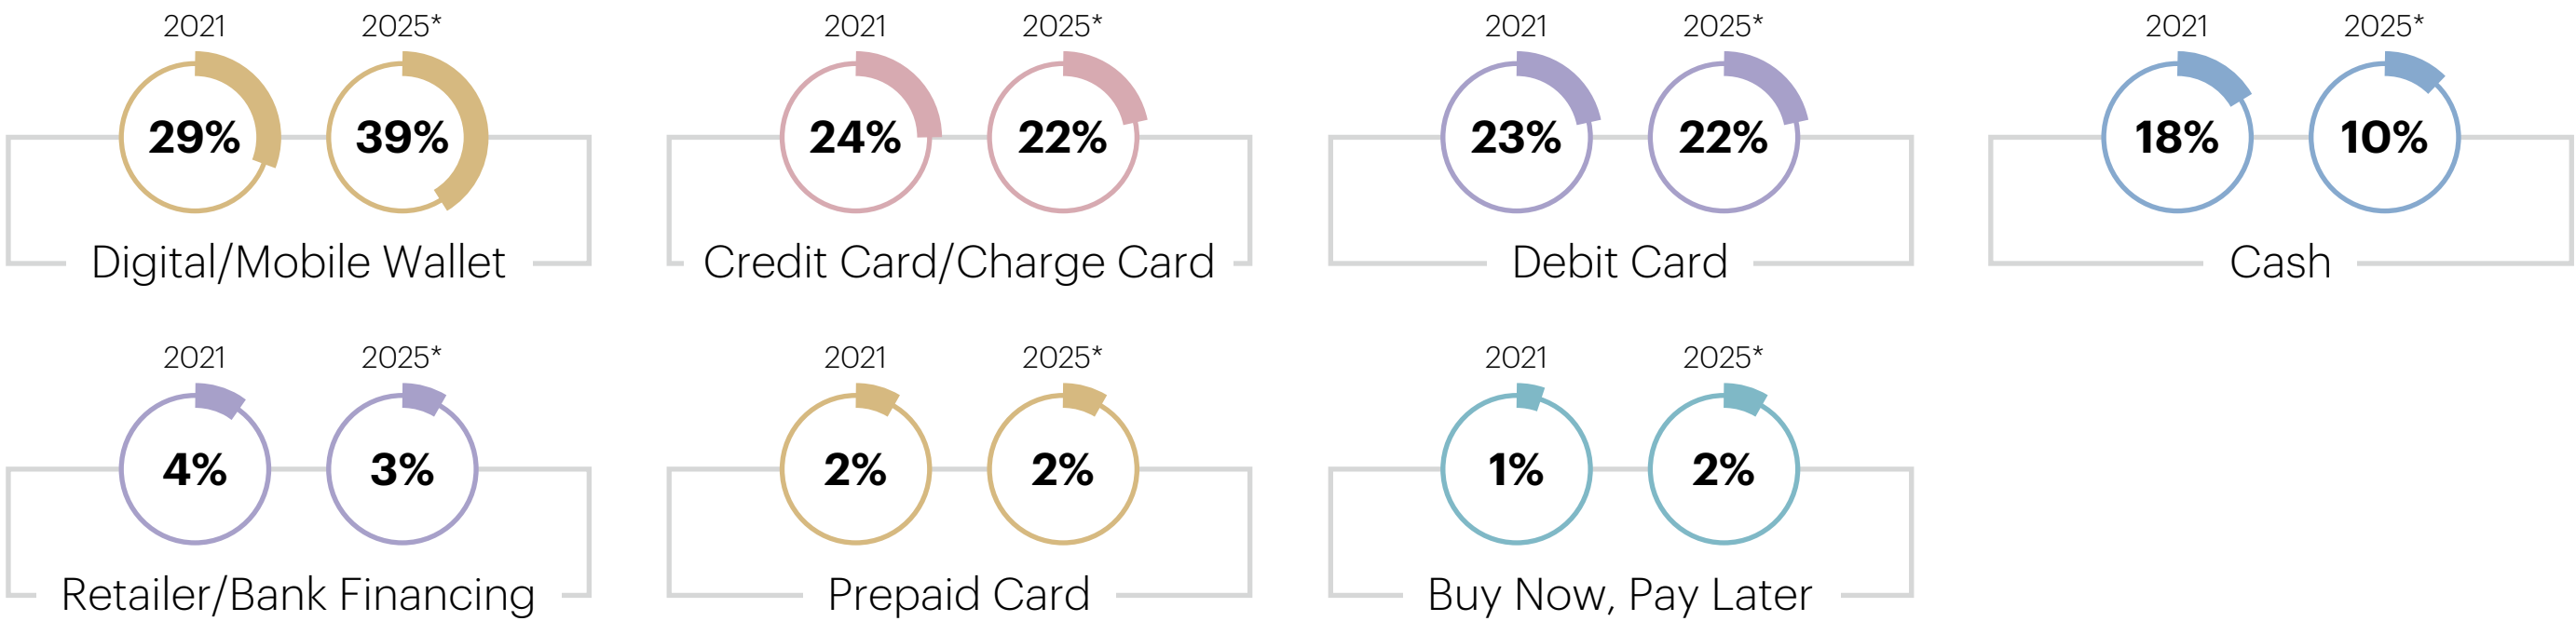 2021 2025* 2021 2025* 2021 2025* 2021 2025*
29% 39% 24% 22% 23% 22% 18% 10%
Digital/Mobile Wallet Credit Card/Charge Card Debit Card Cash
2021 2025* 2021 2025* 2021 2025*
4% 3% 2% 2% 1% 2%
Retailer/Bank Financing Prepaid Card Buy Now, Pay Later